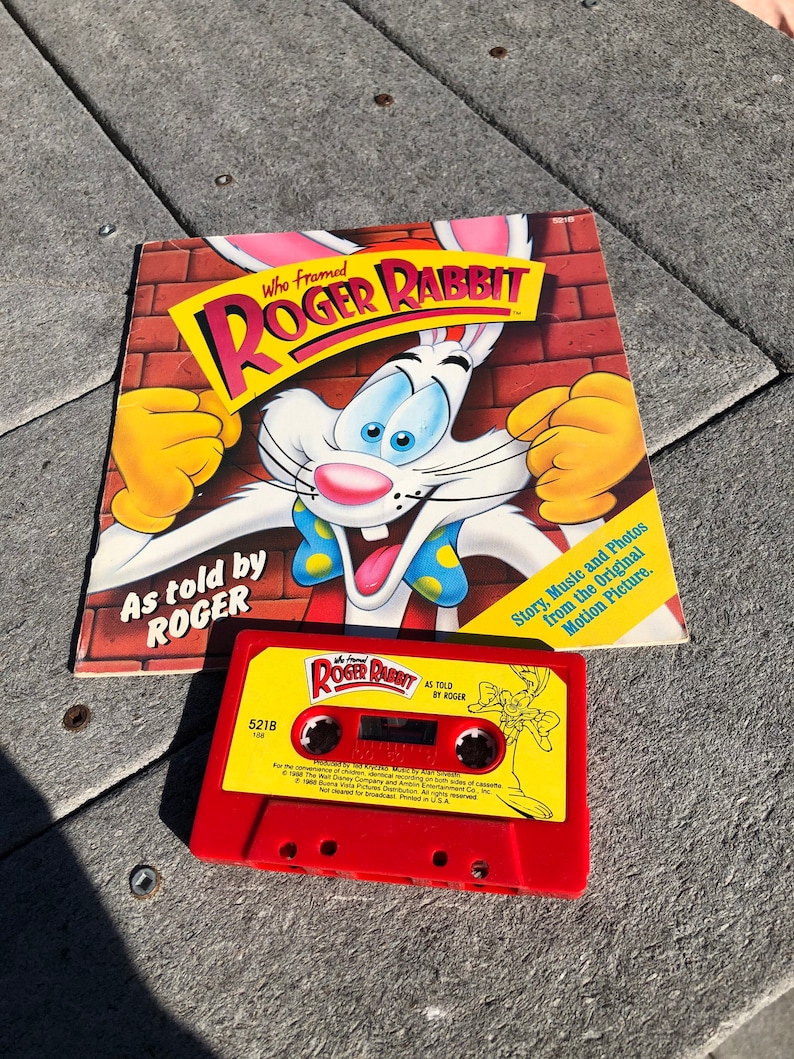 521B
Who framed
ROGER RABBIT
TM
As told by
ROGER
Story, Music and Photos
from the Original
Motion Picture.
Who framed
ROGER RABBIT
AS TOLD
BY ROGER
521B
188
Produced by Ted Kryczko. Music by Alan Silvestri.
For the convenience of children, identical recording on both sides of cassette.
© 1988 The Walt Disney Company and Amblin Entertainment Co., Inc.
℗ 1988 Buena Vista Pictures Distribution. All rights reserved.
Not cleared for broadcast. Printed in U.S.A.